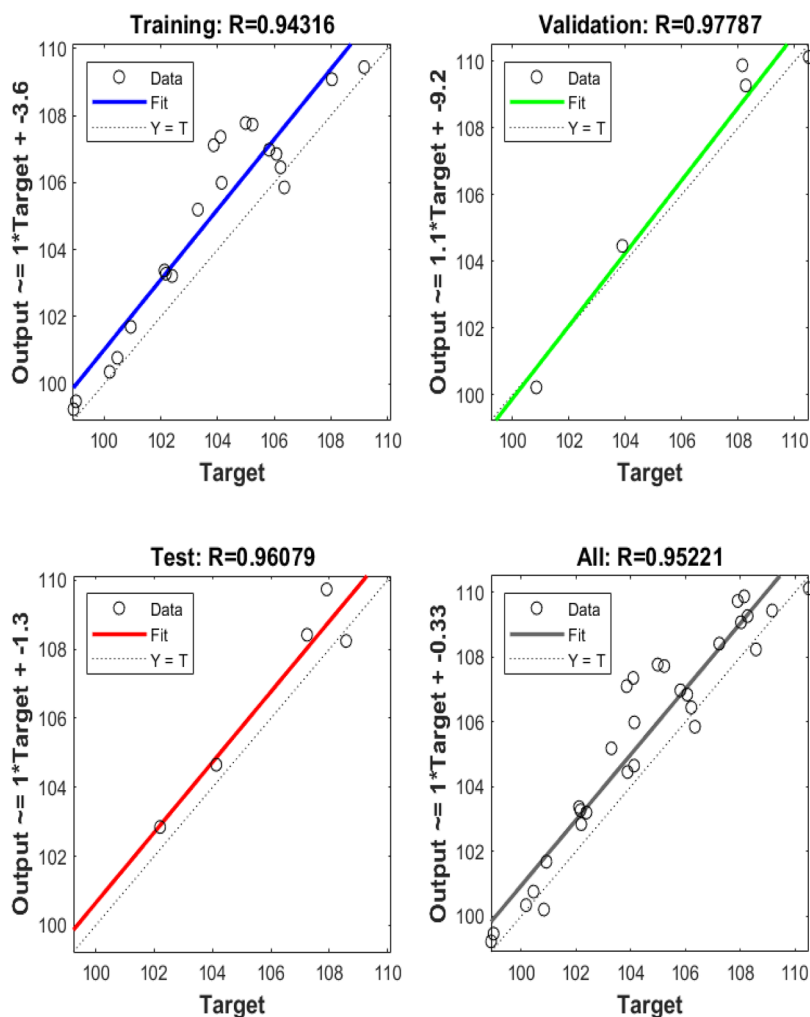 Training: R=0.94316
Output ~= 1*Target + -3.6
110
108
106
104
102
100
Data
Fit
Y = T
100 102 104 106 108 110
Target
Validation: R=0.97787
Output ~= 1.1*Target + -9.2
110
108
106
104
102
100
Data
Fit
Y = T
100 102 104 106 108 110
Target
Test: R=0.96079
Output ~= 1*Target + -1.3
110
108
106
104
102
100
Data
Fit
Y = T
100 102 104 106 108 110
Target
All: R=0.95221
Output ~= 1*Target + -0.33
110
108
106
104
102
100
Data
Fit
Y = T
100 102 104 106 108 110
Target